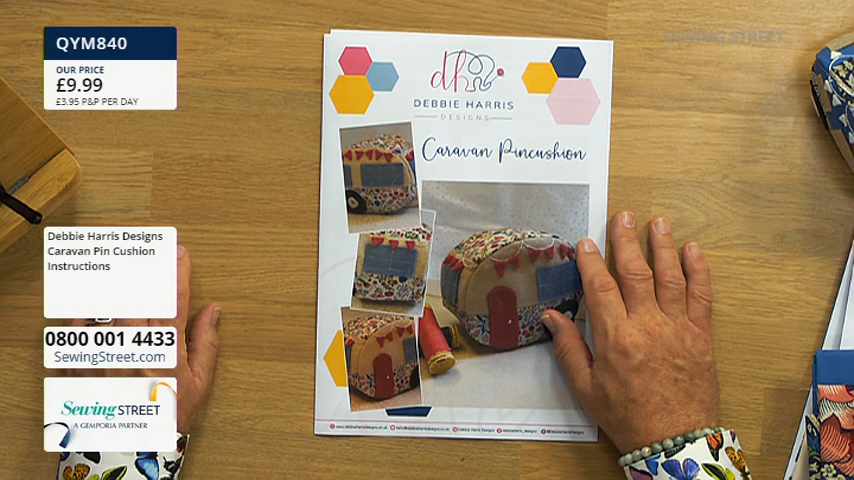 QYM840
OUR PRICE
£9.99
£3.95 P&P PER DAY
Debbie Harris Designs
Caravan Pin Cushion
Instructions
0800 001 4433
SewingStreet.com
Sewing STREET
A GEMPORIA PARTNER
SEWING STREET
dh
DEBBIE HARRIS
DESIGNS
Caravan Pincushion